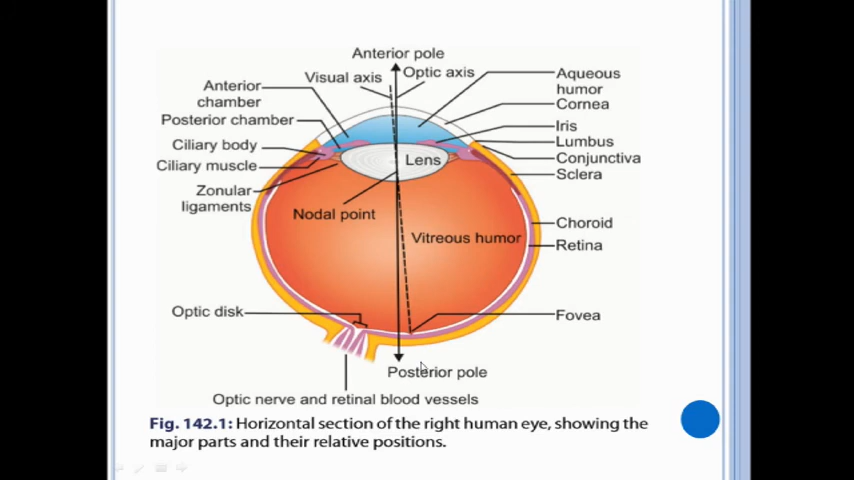 Anterior pole
Visual axis
Optic axis
Anterior
chamber
Posterior chamber
Ciliary body
Ciliary muscle
Zonular
ligaments
Aqueous
humor
Cornea
Iris
Lumbus
Conjunctiva
Sclera
Lens
Nodal point
Vitreous humor
Choroid
Retina
Optic disk
Fovea
Posterior pole
Optic nerve and retinal blood vessels
Fig. 142.1: Horizontal section of the right human eye, showing the
major parts and their relative positions.